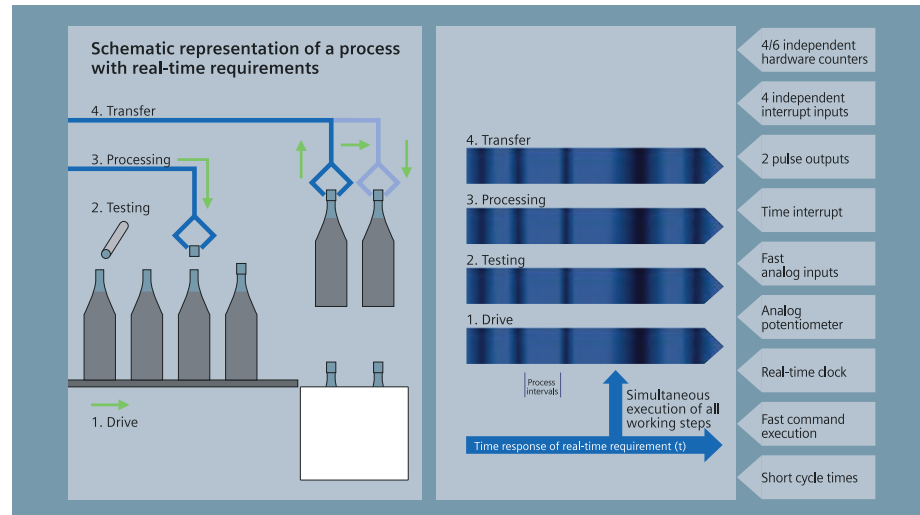 Schematic representation of a process
with real-time requirements
4. Transfer
3. Processing
2. Testing
1. Drive
4. Transfer
3. Processing
2. Testing
1. Drive
Process
intervals
Simultaneous
execution of all
working steps
Time response of real-time requirement (t)
4/6 independent
hardware counters
4 independent
interrupt inputs
2 pulse outputs
Time interrupt
Fast
analog inputs
Analog
potentiometer
Real-time clock
Fast command
execution
Short cycle times